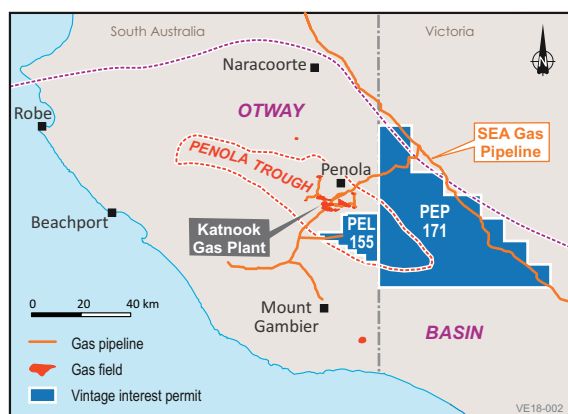 South Australia
Victoria
N
Naracoorte
OTWAY
Robe
SEA Gas
Pipeline
PENOLA TROUGH
Penola
Beachport
Katnook
Gas Plant
PEL
155
PEP
171
0 20 40 km
Mount
Gambier
BASIN
Gas pipeline
Gas field
Vintage interest permit
VE18-002